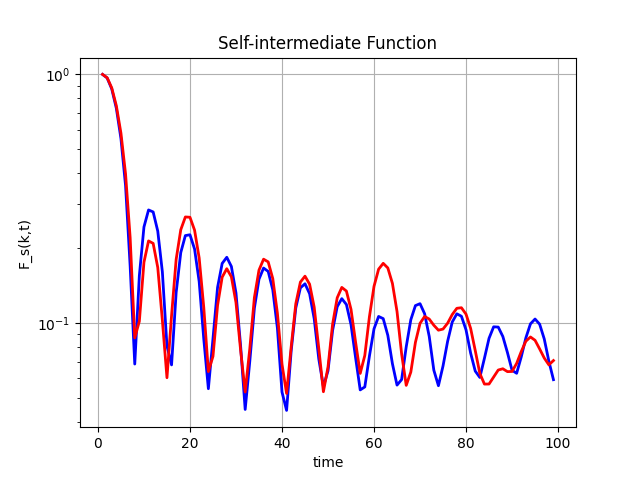 Self-intermediate Function
F_s(k,t)
10⁰
10⁻¹
0 20 40 60 80 100
time